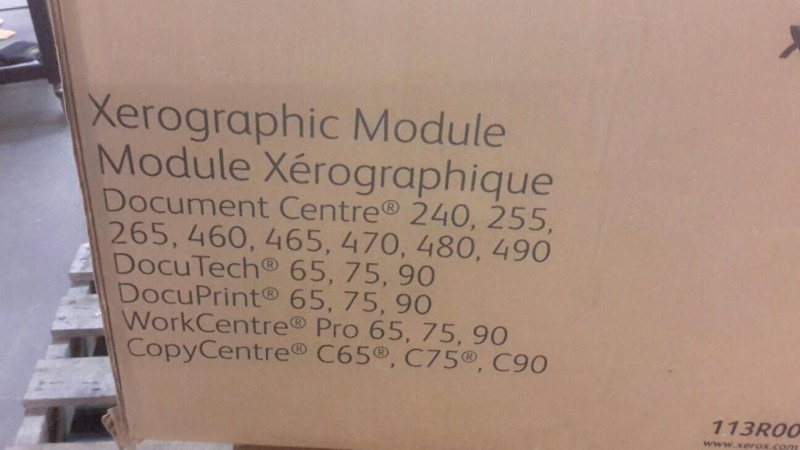 Xerographic Module
Module Xérographique
Document Centre® 240, 255,
265, 460, 465, 470, 480, 490
DocuTech® 65, 75, 90
DocuPrint® 65, 75, 90
WorkCentre® Pro 65, 75, 90
CopyCentre® C65®, C75®, C90
113R00
www.xerox.com